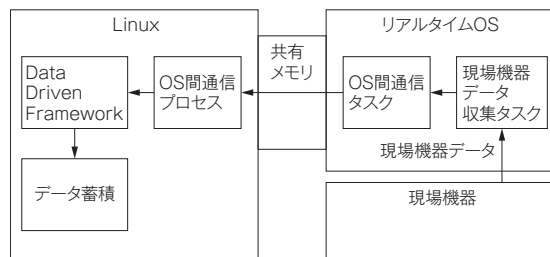 Linux
Data
Driven
Framework
OS間通信
プロセス
データ蓄積
共有
メモリ
リアルタイムOS
OS間通信
タスク
現場機器
データ
収集タスク
現場機器データ
現場機器